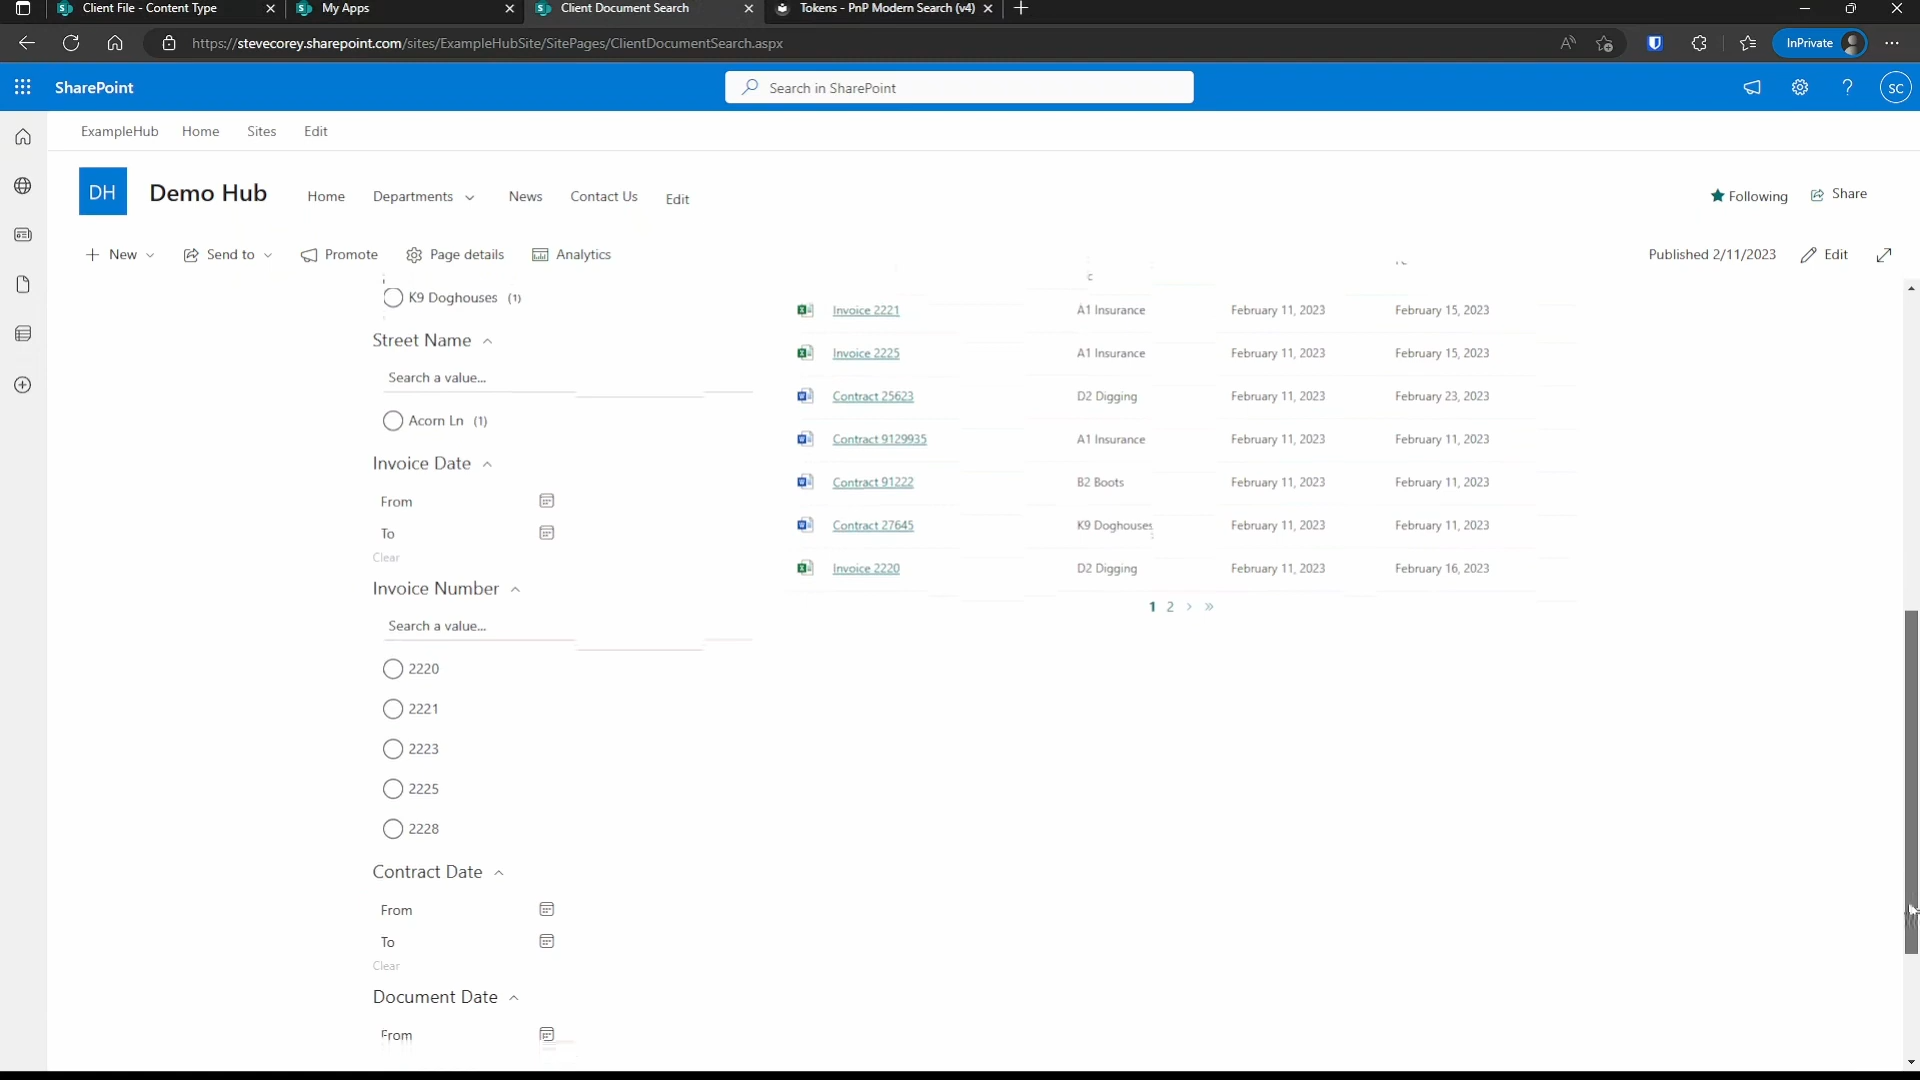 Client File - Content Type
My Apps
Client Document Search
Tokens - PnP Modern Search (v4)
https://stevecorey.sharepoint.com/sites/ExampleHubSite/SitePages/ClientDocumentSearch.aspx
InPrivate
SharePoint
Search in SharePoint
SC
ExampleHub Home Sites Edit
DH
Demo Hub
Home Departments News Contact Us Edit
Following Share
New Send to Promote Page details Analytics
Published 2/11/2023 Edit
K9 Doghouses (1)
Street Name
Search a value...
Acorn Ln (1)
Invoice Date
From
To
Clear
Invoice Number
Search a value...
2220
2221
2223
2225
2228
Contract Date
From
To
Clear
Document Date
From
Invoice 2221 A1 Insurance February 11, 2023 February 15, 2023
Invoice 2225 A1 Insurance February 11, 2023 February 15, 2023
Contract 25623 D2 Digging February 11, 2023 February 23, 2023
Contract 9129935 A1 Insurance February 11, 2023 February 11, 2023
Contract 91222 B2 Boots February 11, 2023 February 11, 2023
Contract 27645 K9 Doghouses February 11, 2023 February 11, 2023
Invoice 2220 D2 Digging February 11, 2023 February 16, 2023
1 2 > »